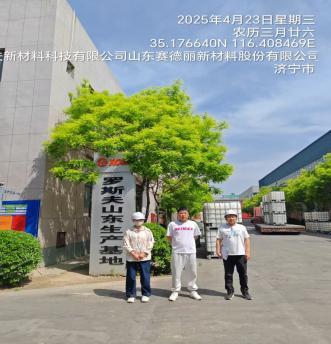 2025年4月23日星期三
农历三月廿六
35.176640N 116.408469E
新材料科技有限公司山东赛德丽新材料股份有限公司
济宁市
罗斯夫山东生产基地